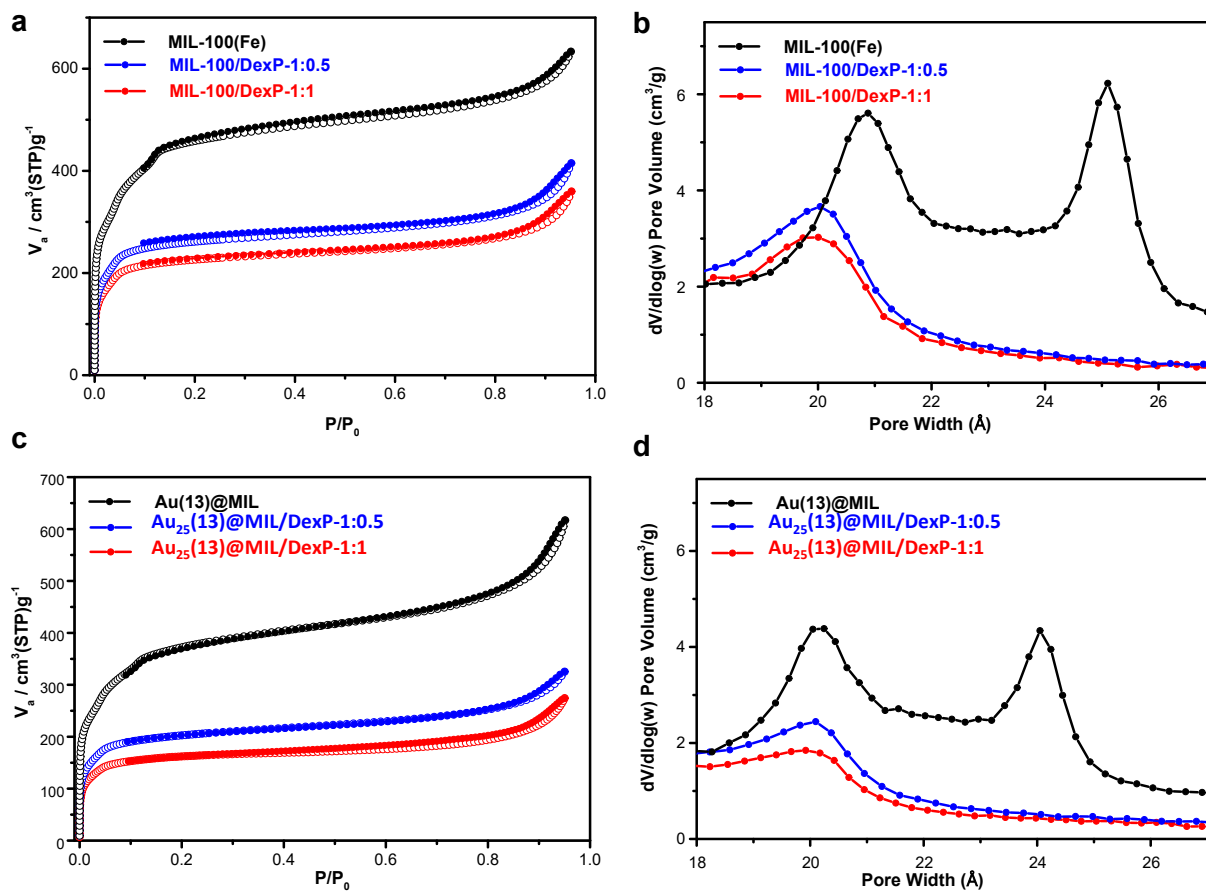 a
MIL-100(Fe)
MIL-100/DexP-1:0.5
MIL-100/DexP-1:1
600
400
200
0
Va / cm3(STP)g-1
0.0 0.2 0.4 0.6 0.8 1.0
P/P0
b
MIL-100(Fe)
MIL-100/DexP-1:0.5
MIL-100/DexP-1:1
6
4
2
0
dV/dlog(w) Pore Volume (cm3/g)
18 20 22 24 26
Pore Width (Å)
c
Au(13)@MIL
Au25(13)@MIL/DexP-1:0.5
Au25(13)@MIL/DexP-1:1
700
600
500
400
300
200
100
0
Va / cm3(STP)g-1
0.0 0.2 0.4 0.6 0.8 1.0
P/P0
d
Au(13)@MIL
Au25(13)@MIL/DexP-1:0.5
Au25(13)@MIL/DexP-1:1
6
4
2
0
dV/dlog(w) Pore Volume (cm3/g)
18 20 22 24 26
Pore Width (Å)